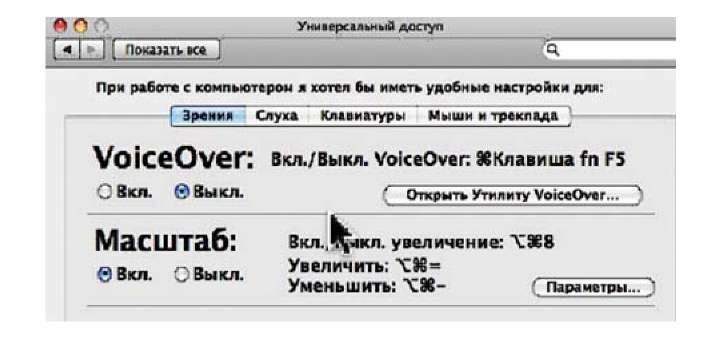 Универсальный доступ
Показать все
При работе с компьютером я хотел бы иметь удобные настройки для:
Зрения Слуха Клавиатуры Мыши и трекпада
VoiceOver: Вкл./Выкл. VoiceOver: ⌘Клавиша fn F5
Вкл. Выкл. Открыть Утилиту VoiceOver...
Масштаб: Вкл./Выкл. увеличение: ⌥⌘8
Увеличить: ⌥⌘=
Вкл. Выкл.
Уменьшить: ⌥⌘-
Параметры...